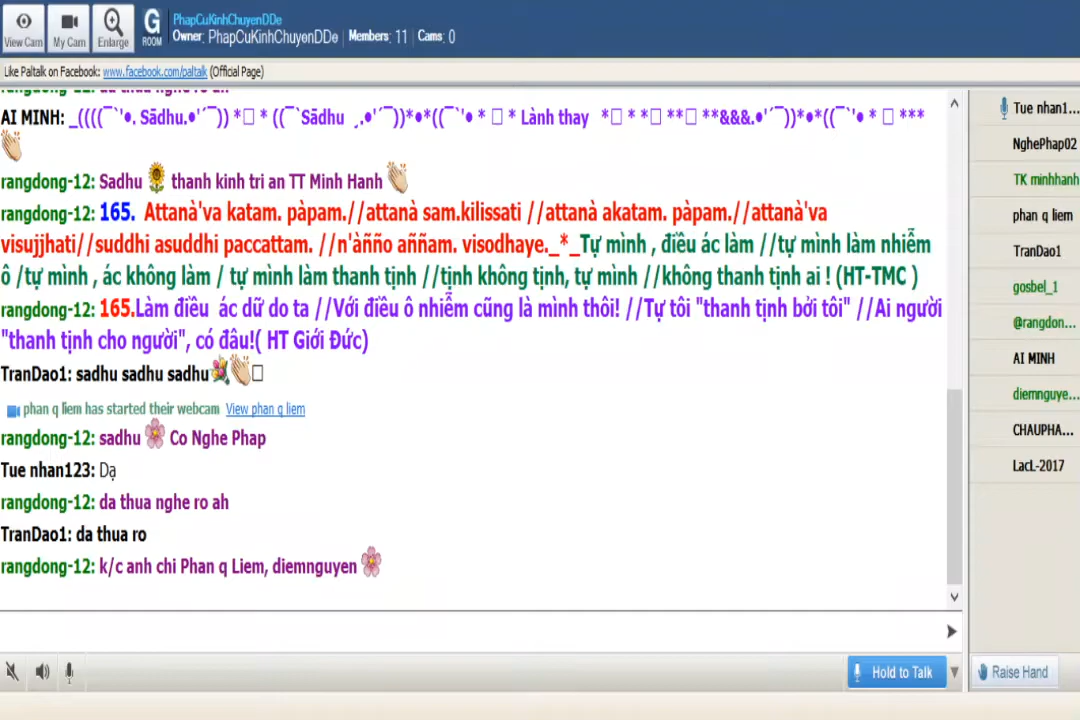 PhapCuKinhChuyenDDe
Owner: PhapCuKinhChuyenDDe Members: 11 Cams: 0
View Cam My Cam Enlarge G ROOM
Like Paltalk on Facebook: www.facebook.com/paltalk (Official Page)
AI MINH: _((((¯`'•. Sādhu.•'´¯)) *□ * ((¯`Sādhu ¸.•'´¯))*•*((¯`'• * □ * Lành thay *□ * *□ **□ **&&&.•'´¯))*•*((¯`'• * □ ***
rangdong-12: Sadhu 🌻 thanh kinh tri an TT Minh Hanh 👏
rangdong-12: 165. Attanà'va katam. pàpam.//attanà sam.kilissati //attanà akatam. pàpam.//attanà'va
visujjhati//suddhi asuddhi paccattam. //n'àñño aññam. visodhaye._*_Tự mình , điều ác làm //tự mình làm nhiễm
ô /tự mình , ác không làm / tự mình làm thanh tịnh //tịnh không tịnh, tự mình //không thanh tịnh ai ! (HT-TMC )
rangdong-12: 165.Làm điều ác dữ do ta //Với điều ô nhiễm cũng là mình thôi! //Tự tôi "thanh tịnh bởi tôi" //Ai người
"thanh tịnh cho người", có đâu!( HT Giới Đức)
TranDao1: sadhu sadhu sadhu💐👏□
phan q liem has started their webcam View phan q liem
rangdong-12: sadhu 🌸 Co Nghe Phap
Tue nhan123: Dạ
rangdong-12: da thua nghe ro ah
TranDao1: da thua ro
rangdong-12: k/c anh chi Phan q Liem, diemnguyen 🌸
Hold to Talk
Tue nhan1...
NghePhap02
TK minhhanh
phan q liem
TranDao1
gosbel_1
@rangdon...
AI MINH
diemnguye...
CHAUPHA...
LacL-2017
Raise Hand